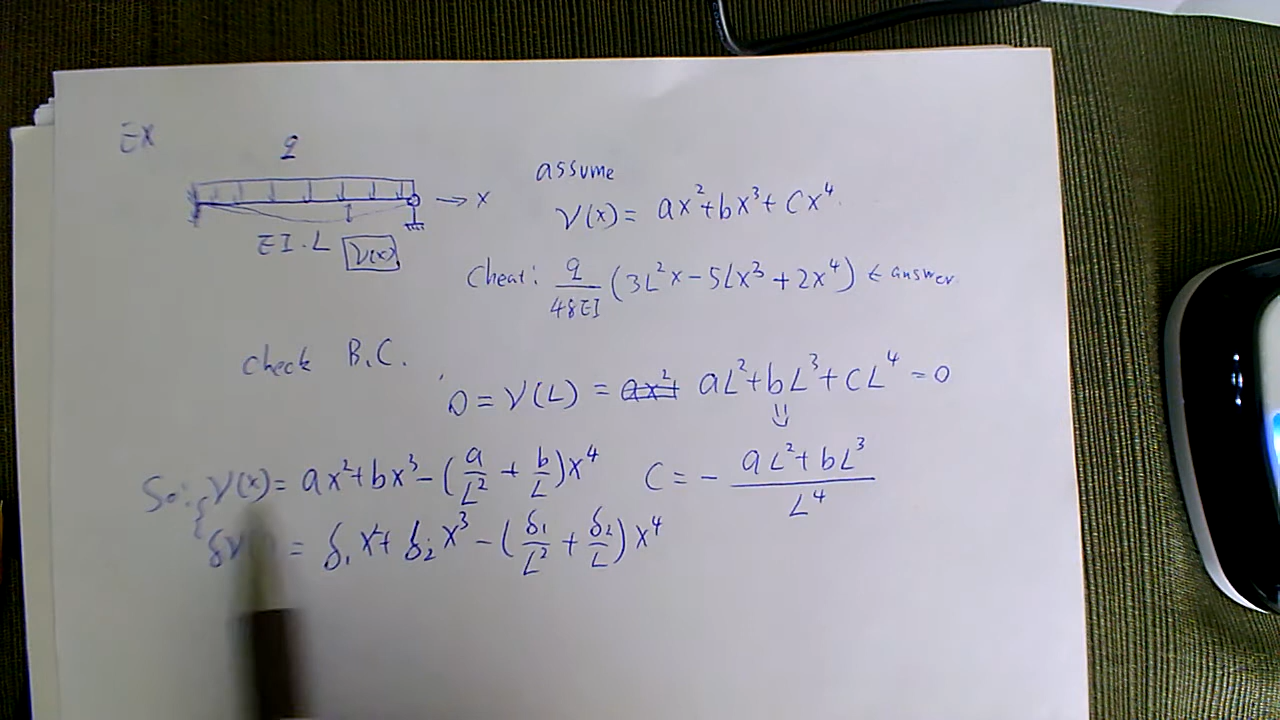 EX
q
assume
→ x
ν(x) = ax²+bx³+cx⁴
EI.L ν(x)
Cheat: q/48EI (3L²x-5Lx³+2x⁴) ← answer
check B.C.
0 = ν(L) = aL²+bL³+cL⁴ = 0
⇓
So: ν(x) = ax²+bx³-(a/L² + b/L)x⁴ C = - (aL²+bL³)/L⁴
= δ₁x²+ δ₂x³-(δ₁/L² + δ₂/L)x⁴